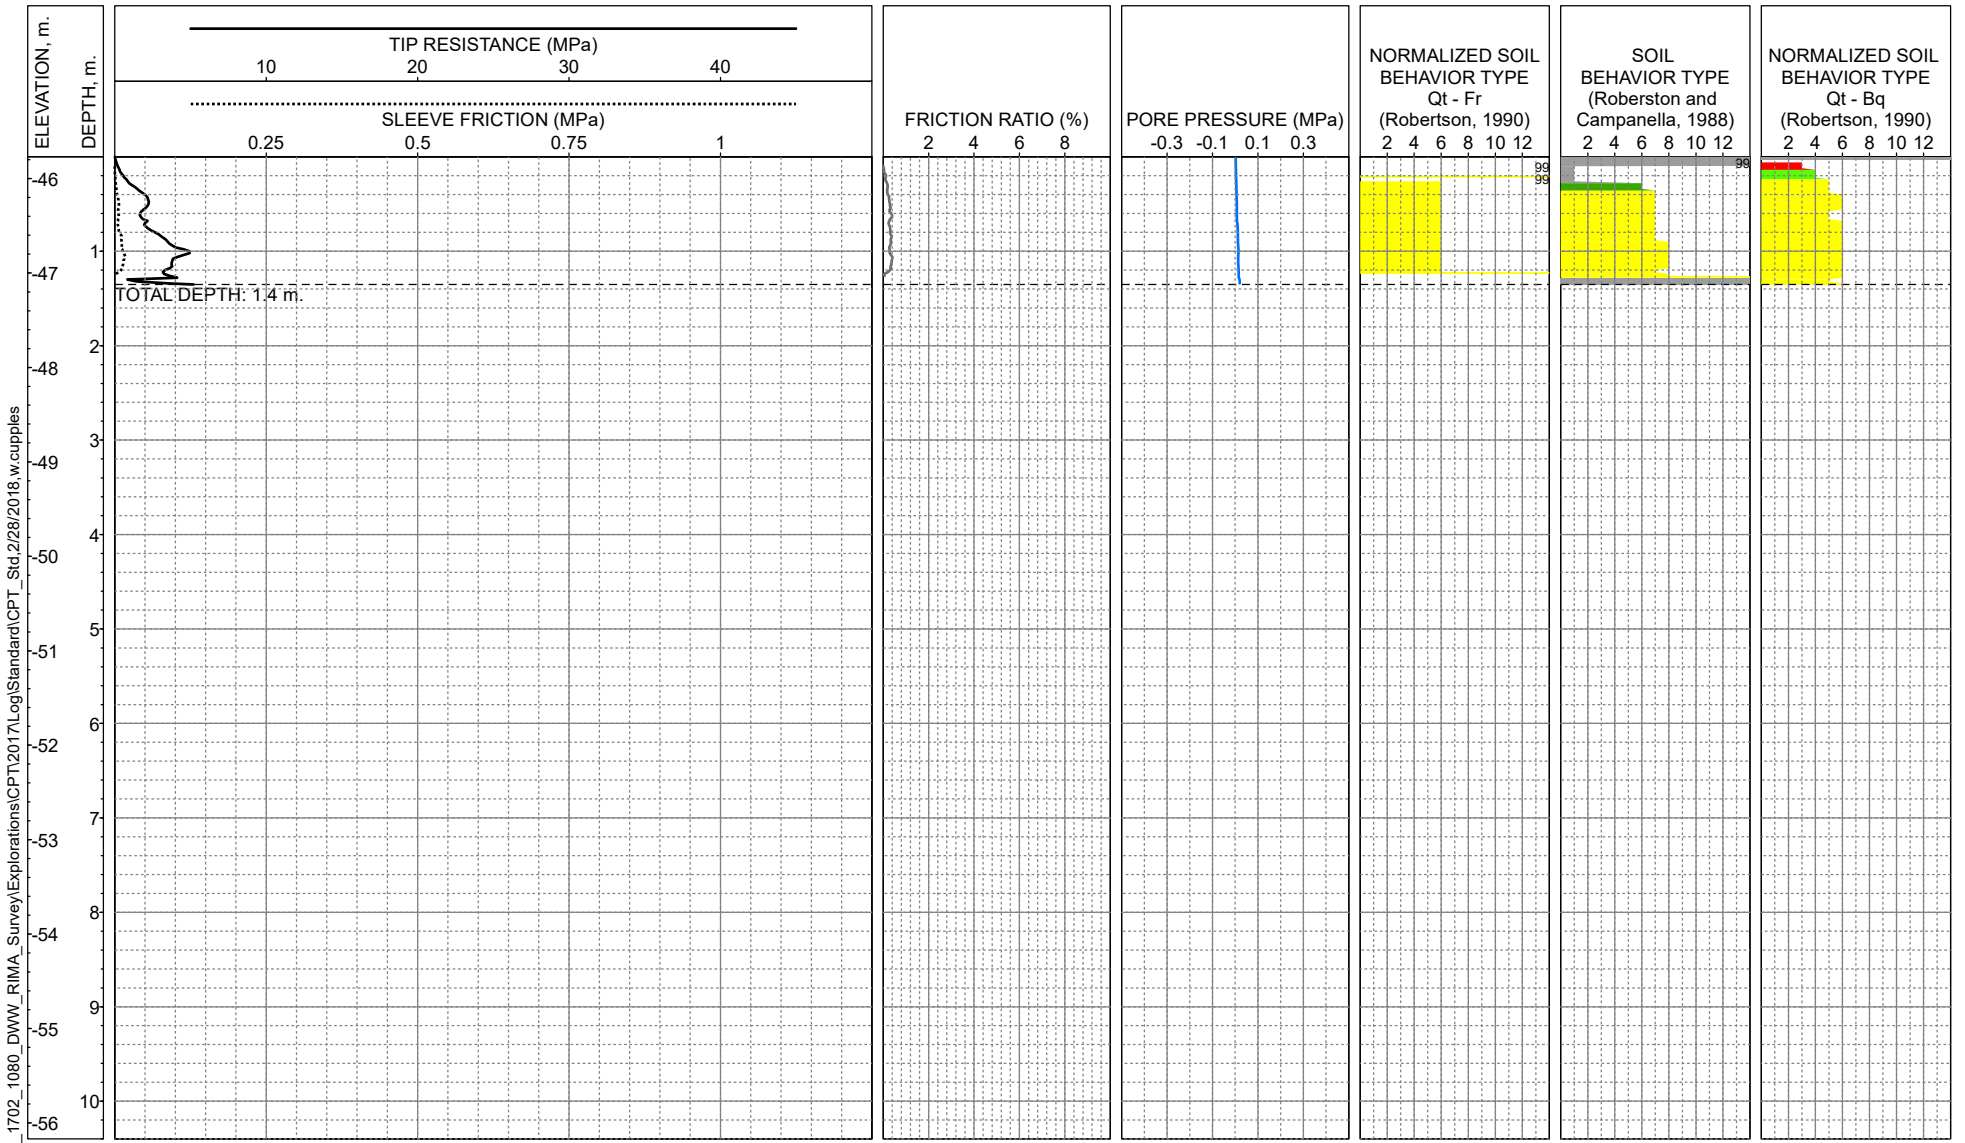 ELEVATION, m.
DEPTH, m.
TIP RESISTANCE (MPa)
10 20 30 40
SLEEVE FRICTION (MPa)
0.25 0.5 0.75 1
FRICTION RATIO (%)
2 4 6 8
PORE PRESSURE (MPa)
-0.3 -0.1 0.1 0.3
NORMALIZED SOIL
BEHAVIOR TYPE
Qt - Fr
(Robertson, 1990)
2 4 6 8 10 12
SOIL
BEHAVIOR TYPE
(Roberston and
Campanella, 1988)
2 4 6 8 10 12
NORMALIZED SOIL
BEHAVIOR TYPE
Qt - Bq
(Robertson, 1990)
2 4 6 8 10 12
99
99
99
-46
1
-47
TOTAL DEPTH: 1.4 m.
2
-48
3
-49
4
-50
5
-51
6
-52
7
-53
8
-54
9
-55
10
-56
_1702_1080_DWW_RIMA_Survey\Explorations\CPT\2017\Log\Standard\CPT_Std,2/28/2018,w.cupples